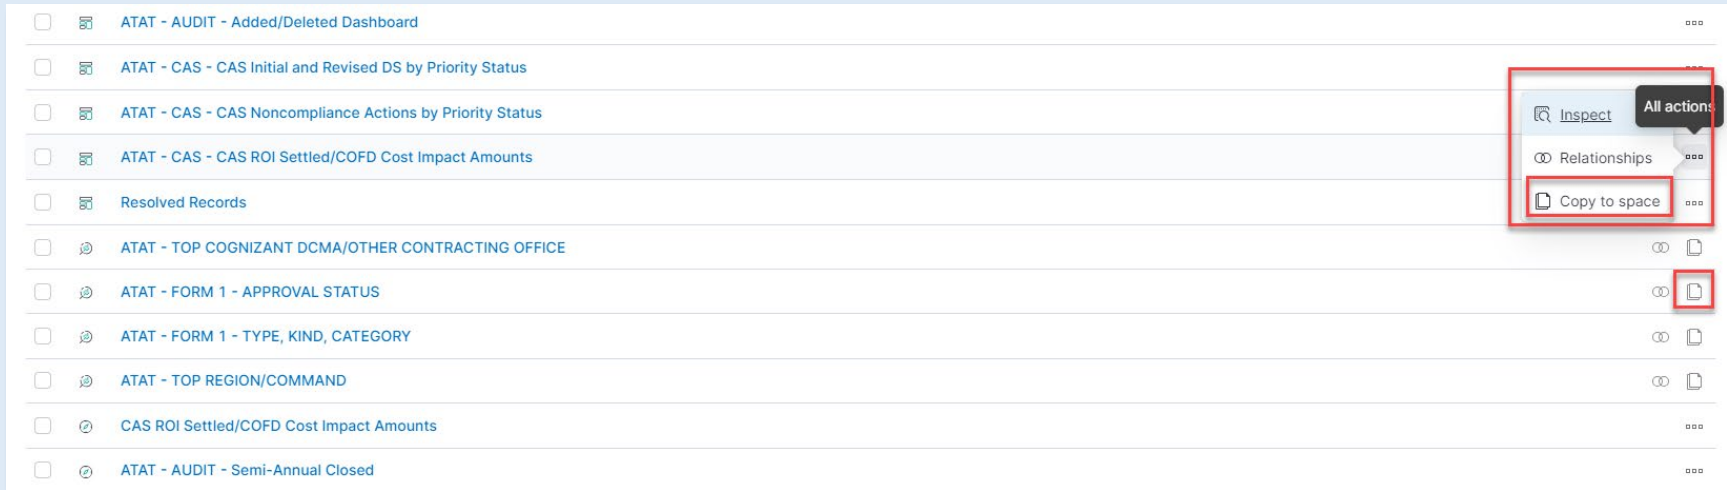 ATAT - AUDIT - Added/Deleted Dashboard
ATAT - CAS - CAS Initial and Revised DS by Priority Status
ATAT - CAS - CAS Noncompliance Actions by Priority Status
Inspect
All actions
ATAT - CAS - CAS ROI Settled/COFD Cost Impact Amounts
Relationships
Resolved Records
Copy to space
ATAT - TOP COGNIZANT DCMA/OTHER CONTRACTING OFFICE
ATAT - FORM 1 - APPROVAL STATUS
ATAT - FORM 1 - TYPE, KIND, CATEGORY
ATAT - TOP REGION/COMMAND
CAS ROI Settled/COFD Cost Impact Amounts
ATAT - AUDIT - Semi-Annual Closed